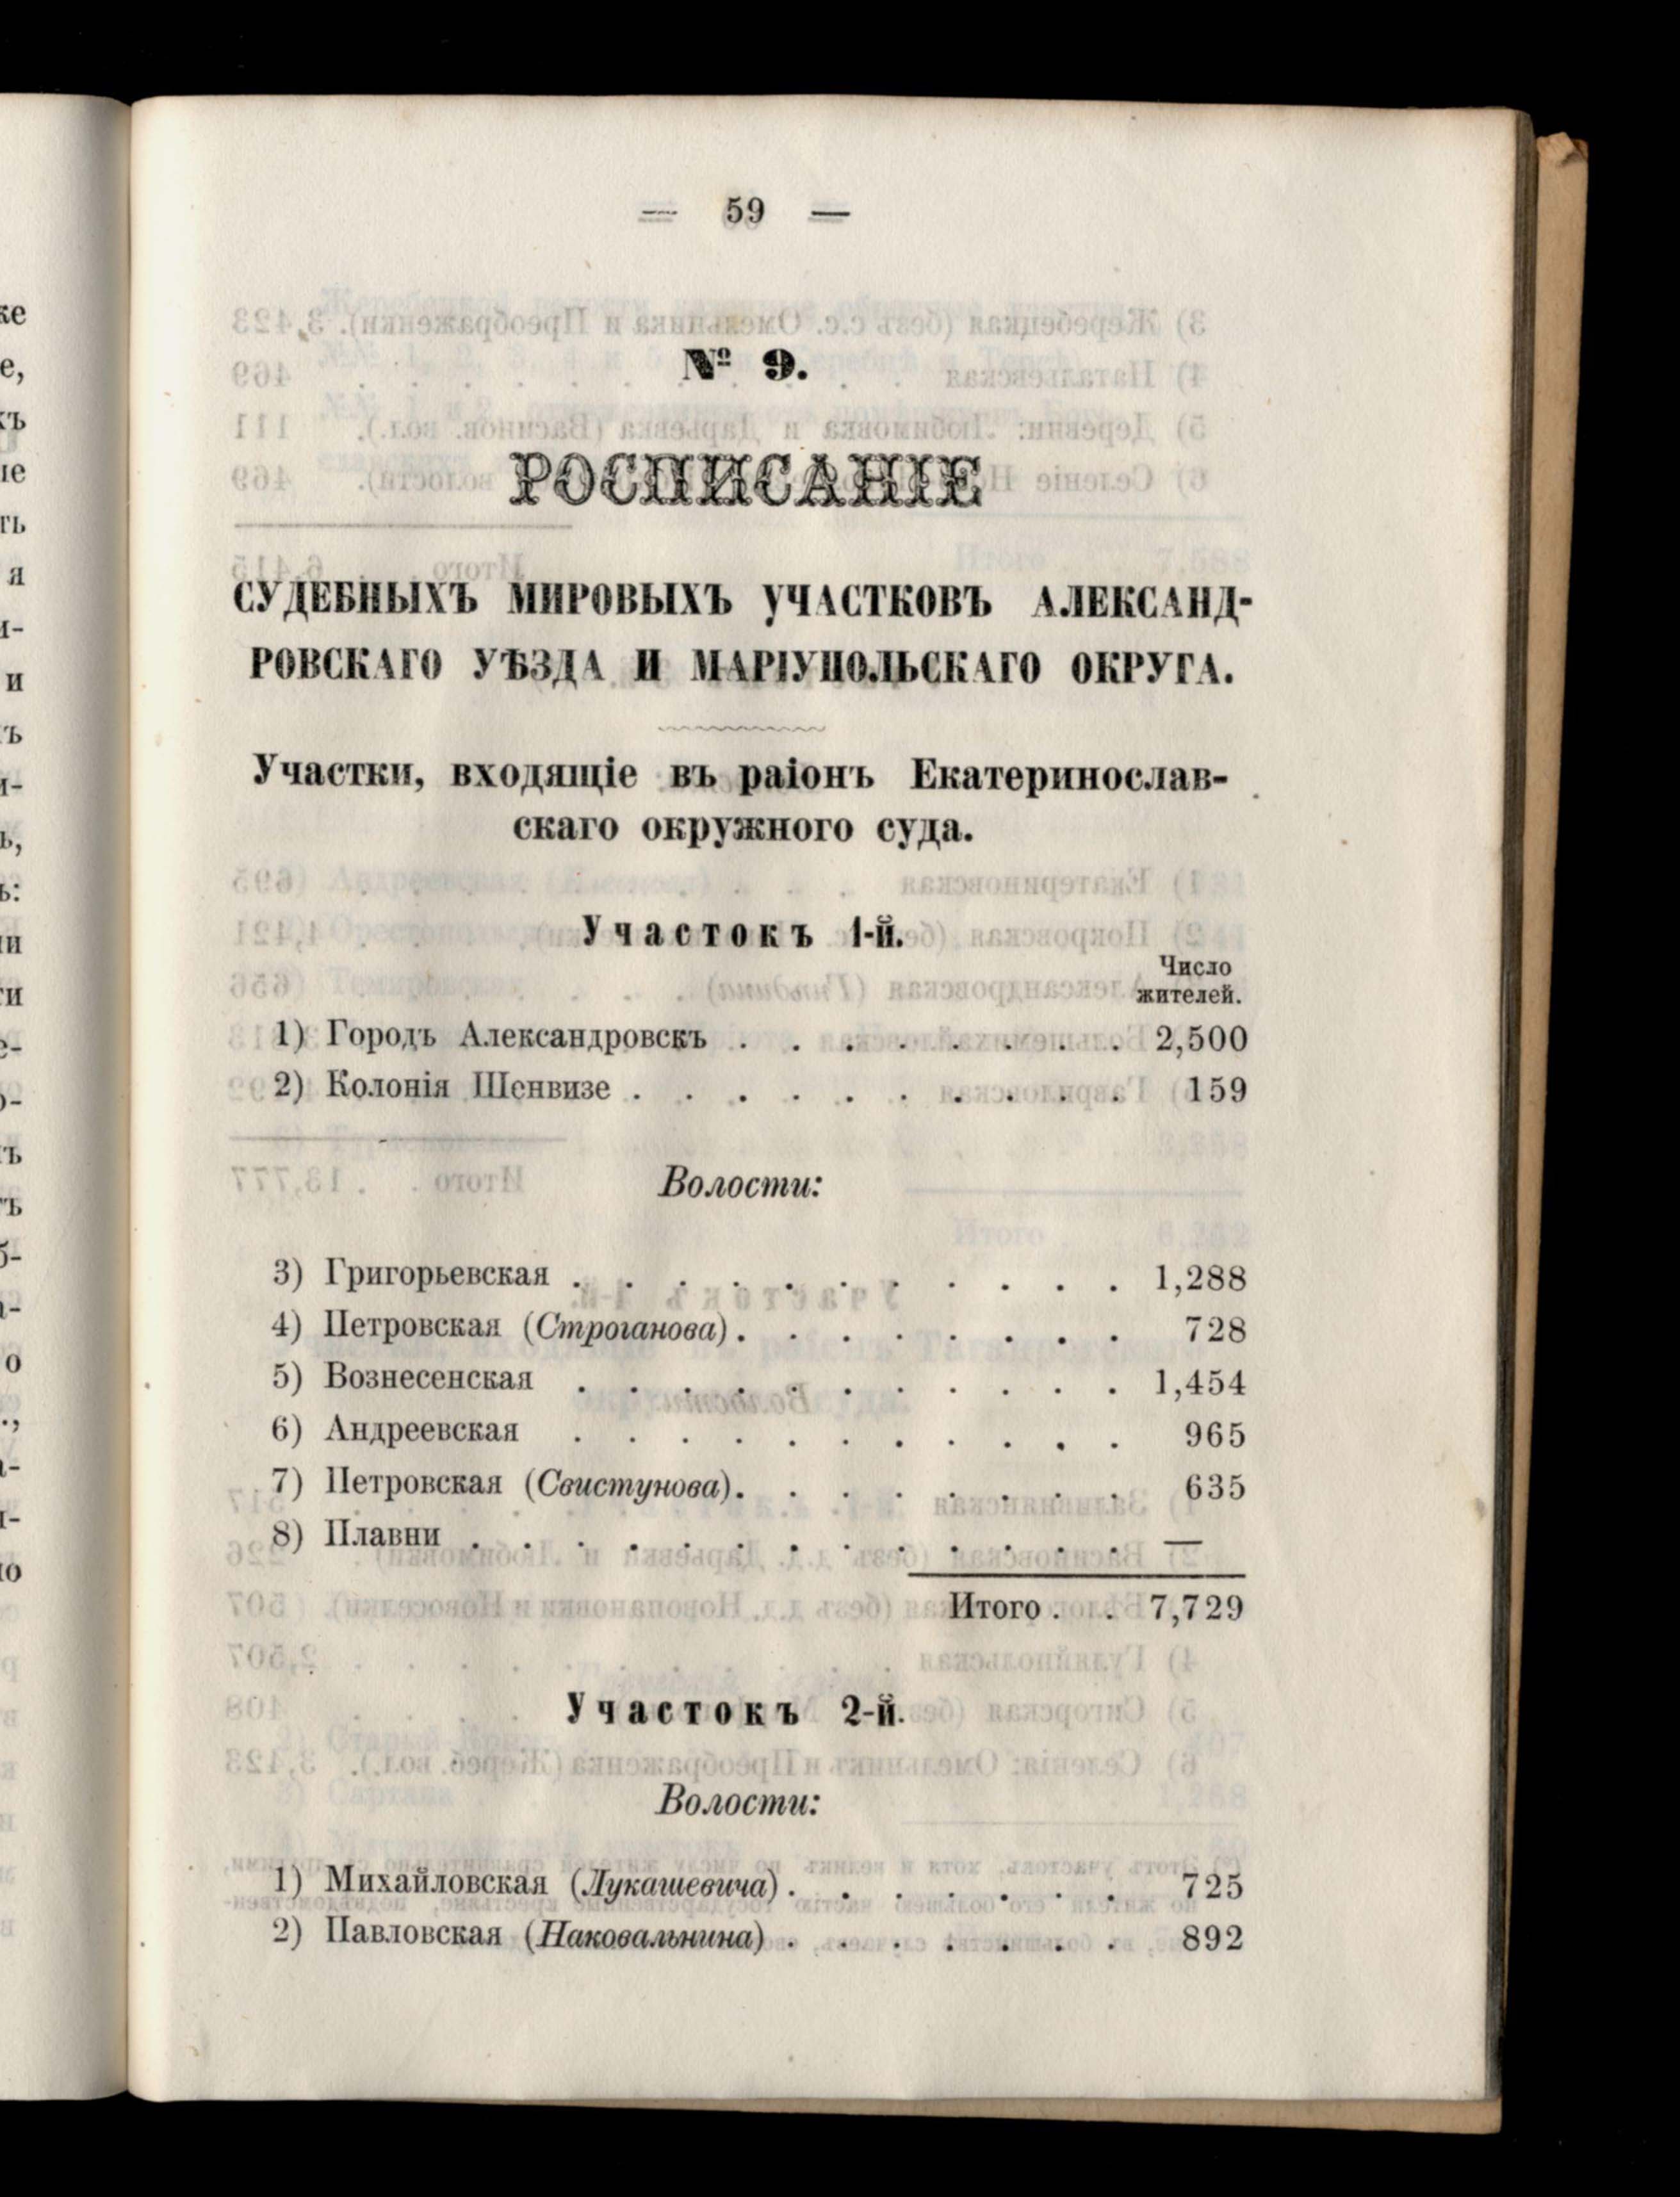 — 59 —
№ 9.
РОСПИСАНІЕ
СУДЕБНЫХЪ МИРОВЫХЪ УЧАСТКОВЪ АЛЕКСАНД-
РОВСКАГО УѢЗДА И МАРІУПОЛЬСКАГО ОКРУГА.
Участки, входящіе въ раіонъ Екатеринослав-
скаго окружного суда.
Участокъ 1-й.
Число
жителей.
1) Городъ Александровскъ . . . . . . . . 2,500
2) Колонія Шенвизе . . . . . . . . . . 159
Волости:
3) Григорьевская . . . . . . . . . . . 1,288
4) Петровская (Строганова) . . . . . . . . 728
5) Вознесенская . . . . . . . . . . . 1,454
6) Андреевская . . . . . . . . . . . 965
7) Петровская (Свистунова) . . . . . . . . 635
8) Плавни . . . . . . . . . . . . . —
Итого . . 7,729
Участокъ 2-й.
Волости:
1) Михайловская (Лукашевича) . . . . . . . 725
2) Павловская (Наковальнина) . . . . . . . 892